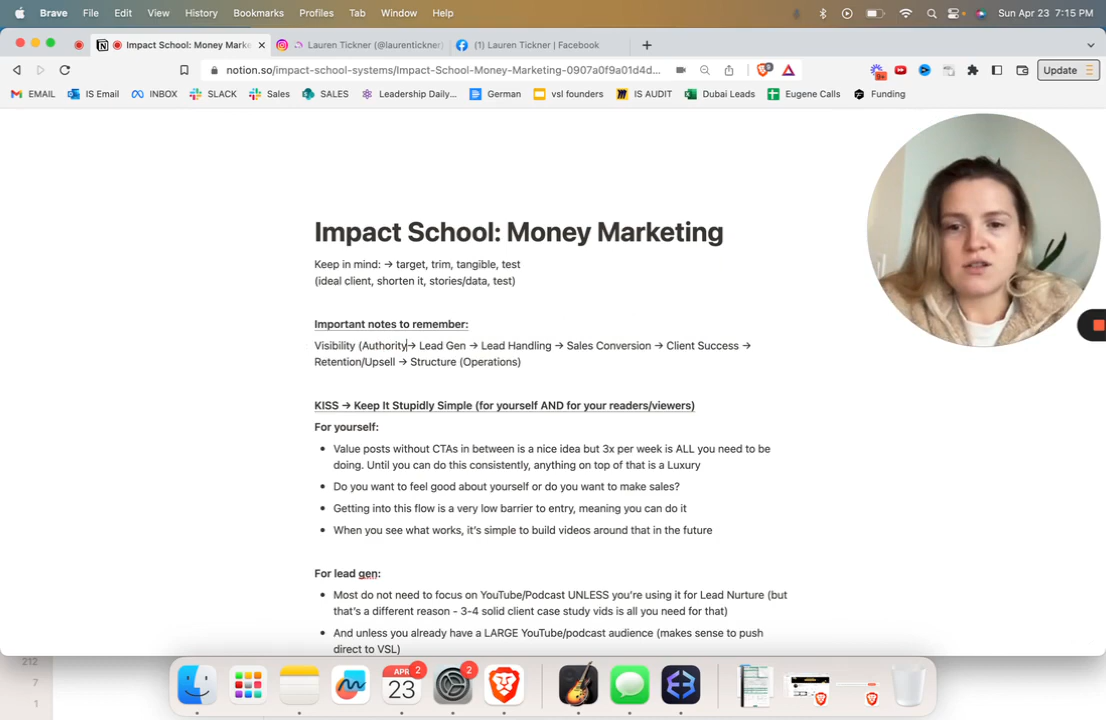 Brave File Edit View History Bookmarks Profiles Tab Window Help Sun Apr 23 7:15 PM
Impact School: Money Marke Lauren Tickner (@laurentickner) (1) Lauren Tickner | Facebook
notion.so/impact-school-systems/Impact-School-Money-Marketing-0907a0f9a01d4d... Update
EMAIL IS Email INBOX SLACK Sales SALES Leadership Daily... German vsl founders IS AUDIT Dubai Leads Eugene Calls Funding
Impact School: Money Marketing
Keep in mind: → target, trim, tangible, test
(ideal client, shorten it, stories/data, test)
Important notes to remember:
Visibility (Authority→ Lead Gen → Lead Handling → Sales Conversion → Client Success →
Retention/Upsell → Structure (Operations)
KISS → Keep It Stupidly Simple (for yourself AND for your readers/viewers)
For yourself:
• Value posts without CTAs in between is a nice idea but 3x per week is ALL you need to be
doing. Until you can do this consistently, anything on top of that is a Luxury
• Do you want to feel good about yourself or do you want to make sales?
• Getting into this flow is a very low barrier to entry, meaning you can do it
• When you see what works, it's simple to build videos around that in the future
For lead gen:
• Most do not need to focus on YouTube/Podcast UNLESS you're using it for Lead Nurture (but
that's a different reason - 3-4 solid client case study vids is all you need for that)
• And unless you already have a LARGE YouTube/podcast audience (makes sense to push
direct to VSL)
212
7
1
APR 2
23
2